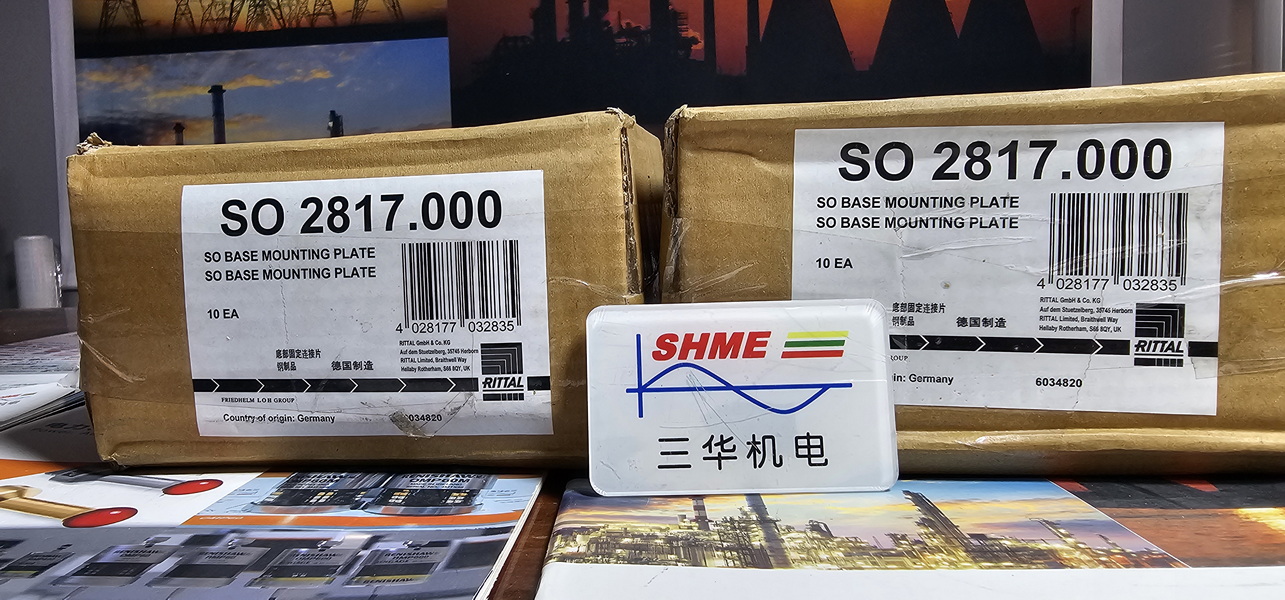 SO 2817.000
SO BASE MOUNTING PLATE
SO BASE MOUNTING PLATE
10 EA
4 028177 032835
底部固定连接片
钢制品
德国制造
RITTAL GmbH & Co. KG
Auf dem Stuetzelberg, 35745 Herborn
RITTAL Limited, Braithwell Way
Hellaby Rotherham, S66 8QY, UK
RITTAL
FRIEDHELM LOH GROUP
Country of origin: Germany
6034820
SO 2817.000
SO BASE MOUNTING PLATE
SO BASE MOUNTING PLATE
10 EA
4 028177 032835
底部固定连接片
钢制品
德国制造
RITTAL GmbH & Co. KG
Auf dem Stuetzelberg, 35745 Herborn
RITTAL Limited, Braithwell Way
Hellaby Rotherham, S66 8QY, UK
RITTAL
GROUP
in: Germany
6034820
SHME
三华机电
RENISHAW
RENISHAW